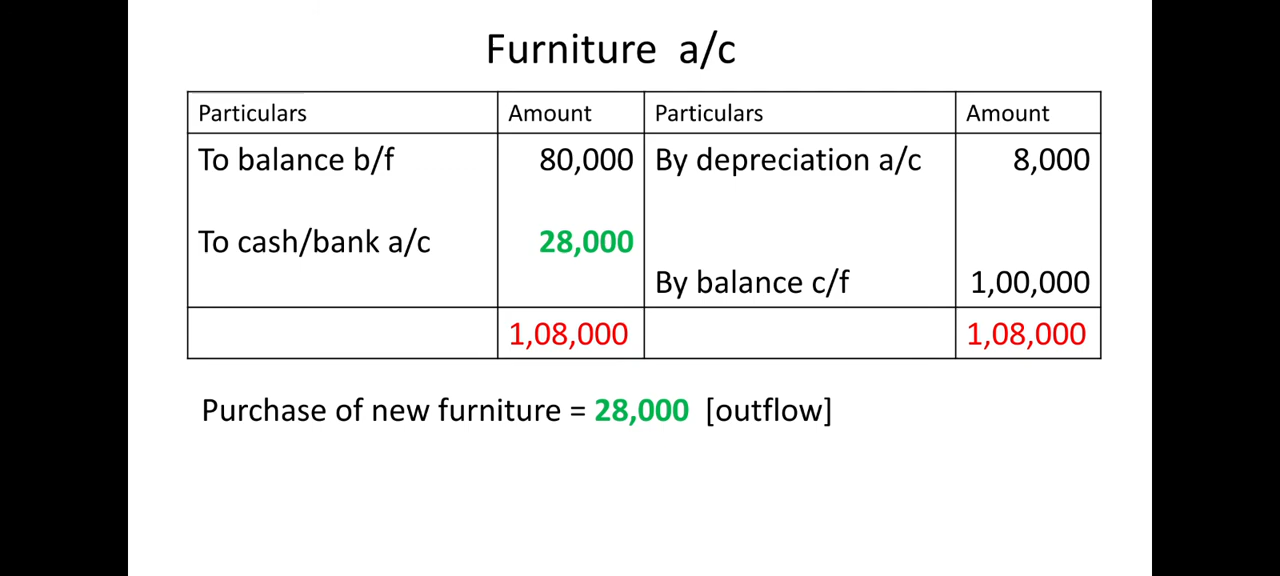 Furniture a/c
Particulars Amount Particulars Amount
To balance b/f 80,000 By depreciation a/c 8,000
To cash/bank a/c 28,000
By balance c/f 1,00,000
1,08,000 1,08,000
Purchase of new furniture = 28,000 [outflow]